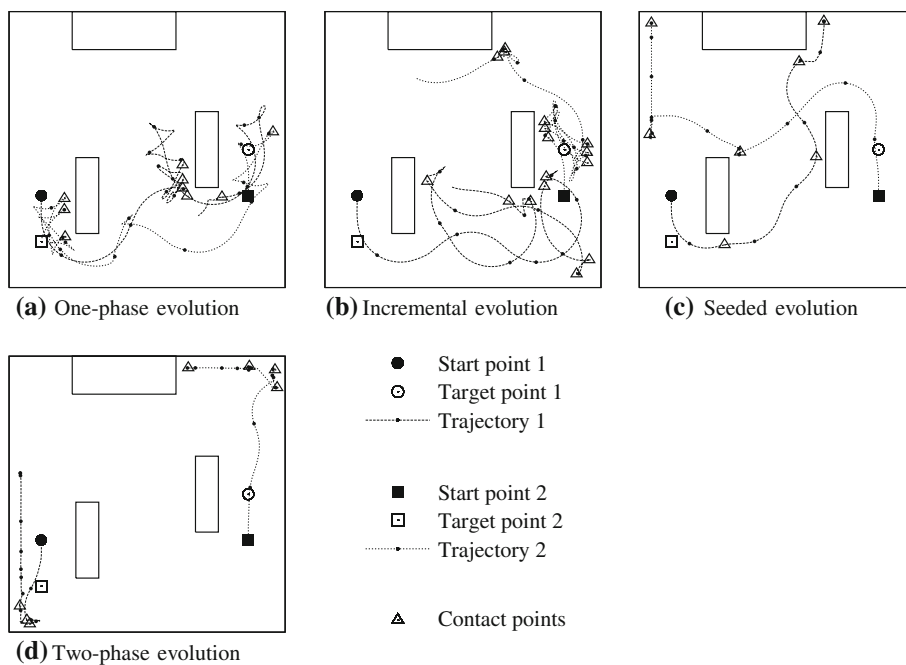 (a) One-phase evolution
(b) Incremental evolution
(c) Seeded evolution
(d) Two-phase evolution
Start point 1
Target point 1
Trajectory 1
Start point 2
Target point 2
Trajectory 2
Contact points